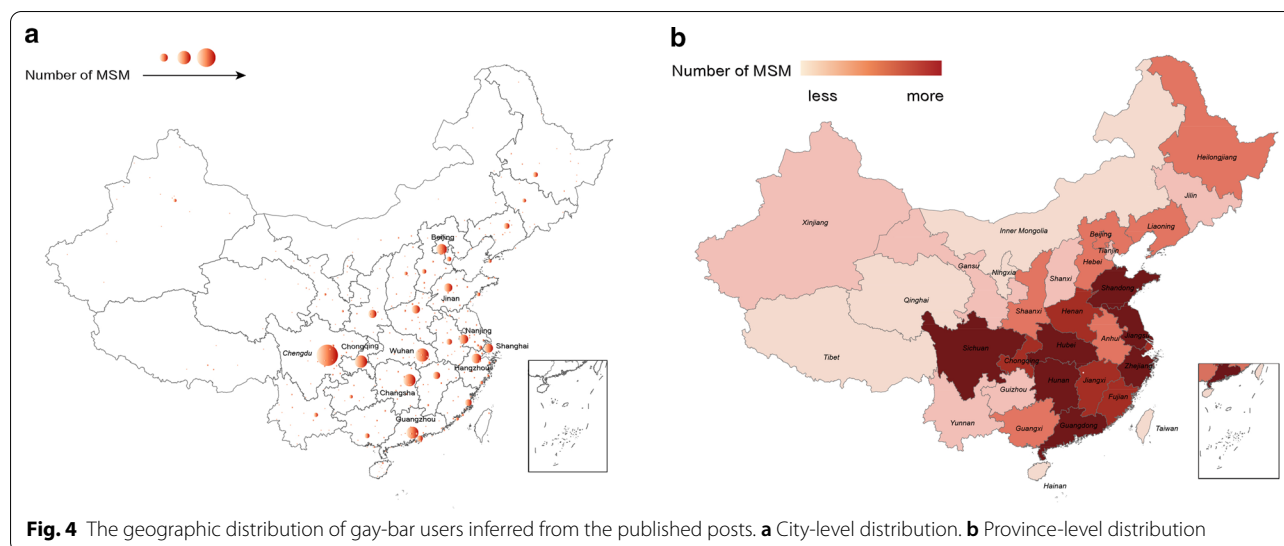 a
Number of MSM
Beijing
Jinan
Nanjing
Shanghai
Chengdu
Chongqing
Wuhan
Hangzhou
Changsha
Guangzhou
b
Number of MSM
less more
Heilongjiang
Jilin
Xinjiang
Inner Mongolia
Liaoning
Beijing
Tianjin
Hebei
Gansu
Ningxia
Shanxi
Shandong
Qinghai
Shaanxi
Henan
Jiangsu
Anhui
Tibet
Sichuan
Chongqing
Hubei
Zhejiang
Hunan
Jiangxi
Guizhou
Fujian
Yunnan
Guangxi
Guangdong
Taiwan
Hainan
Fig. 4 The geographic distribution of gay-bar users inferred from the published posts. a City-level distribution. b Province-level distribution